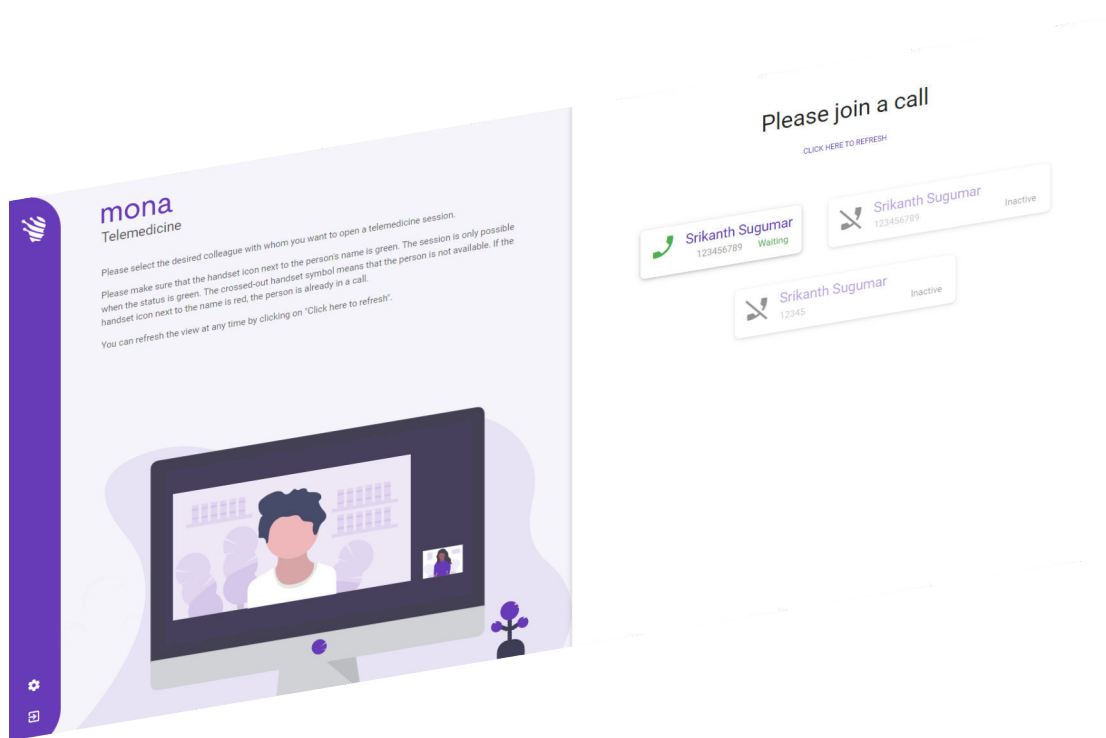 mona
Telemedicine
Please select the desired colleague with whom you want to open a telemedicine session.
Please make sure that the handset icon next to the person's name is green. The session is only possible
when the status is green. The crossed-out handset symbol means that the person is not available. If the
handset icon next to the name is red, the person is already in a call.
You can refresh the view at any time by clicking on "Click here to refresh".
Please join a call
CLICK HERE TO REFRESH
Srikanth Sugumar
123456789 Waiting
Srikanth Sugumar
123456789 Inactive
Srikanth Sugumar
12345 Inactive